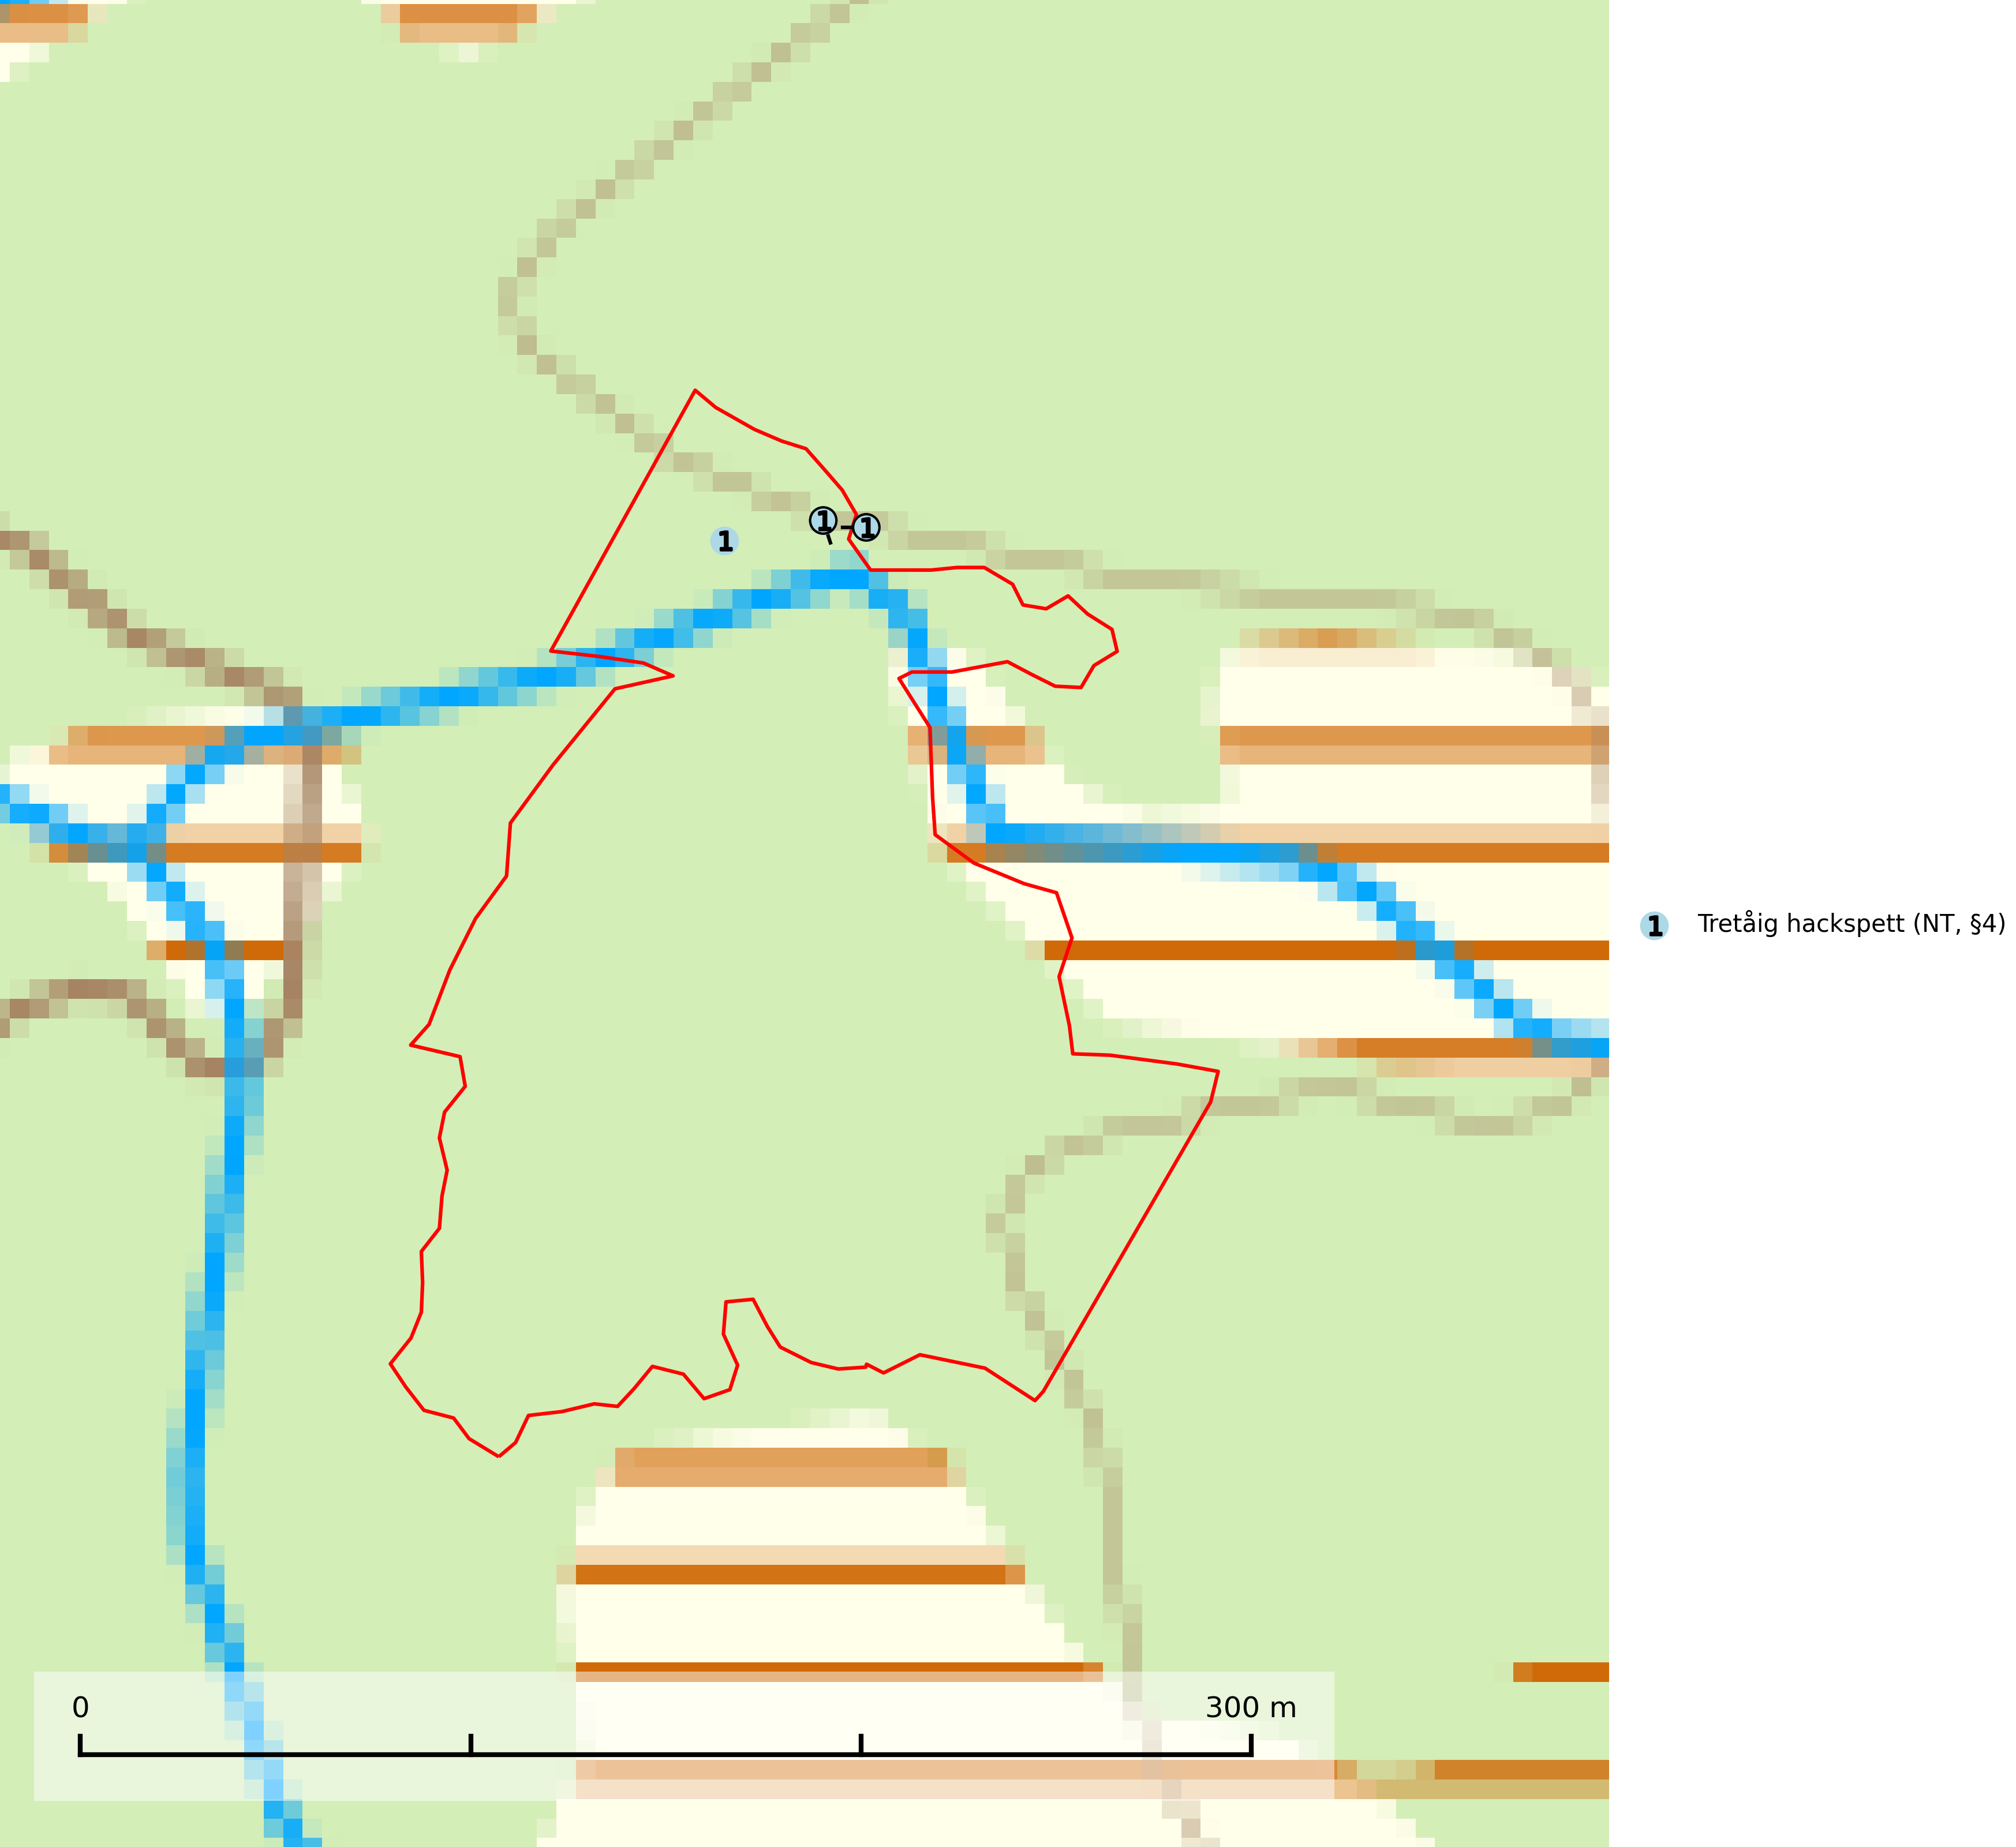 1 1
1
1 Tretåig hackspett (NT, §4)
0 300 m